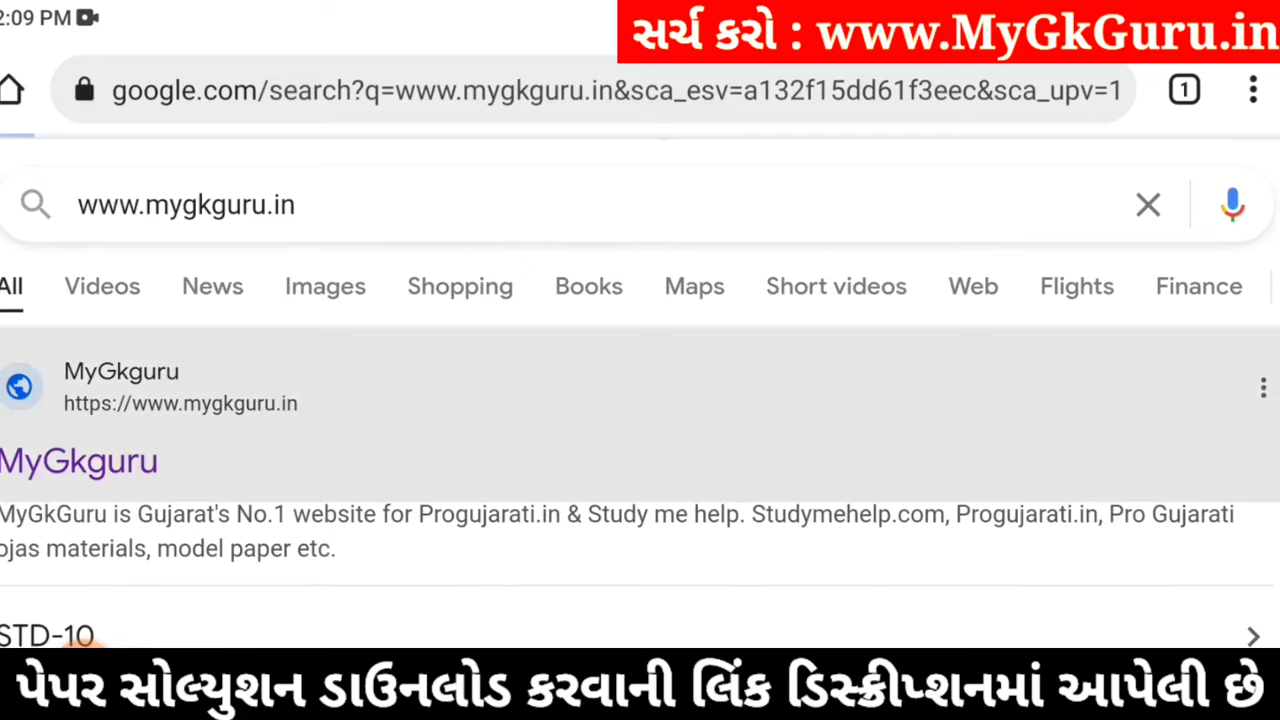 2:09 PM
સર્ચ કરો : www.MyGkGuru.in
google.com/search?q=www.mygkguru.in&sca_esv=a132f15dd61f3eec&sca_upv=1
1
www.mygkguru.in
All Videos News Images Shopping Books Maps Short videos Web Flights Finance
MyGkguru
https://www.mygkguru.in
MyGkguru
MyGkGuru is Gujarat's No.1 website for Progujarati.in & Study me help. Studymehelp.com, Progujarati.in, Pro Gujarati
ojas materials, model paper etc.
STD-10
પેપર સોલ્યુશન ડાઉનલોડ કરવાની લિંક ડિસ્ક્રીપ્શનમાં આપેલી છે